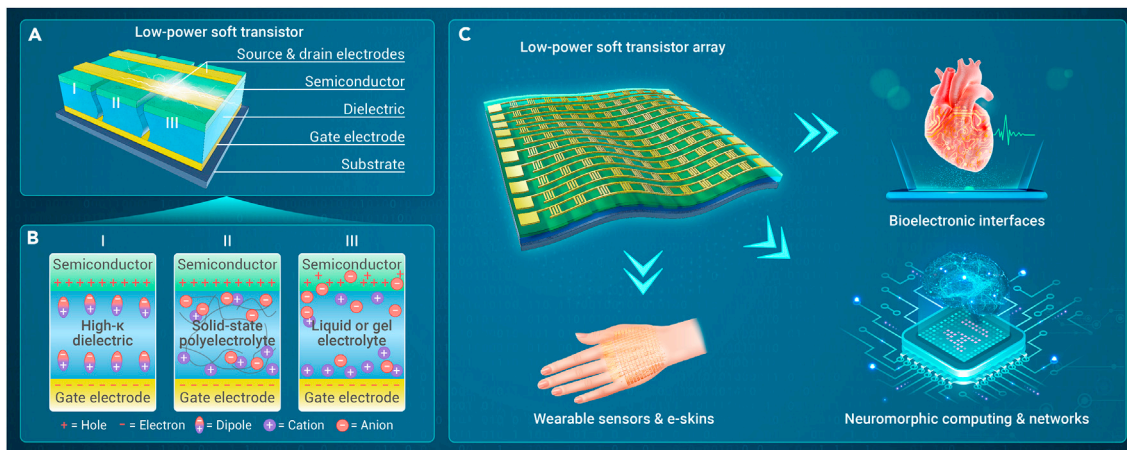 A
Low-power soft transistor
Source & drain electrodes
Semiconductor
Dielectric
Gate electrode
Substrate
I
II
III
B
I
II
III
Semiconductor
High-κ
dielectric
Gate electrode
Semiconductor
Solid-state
polyelectrolyte
Gate electrode
Semiconductor
Liquid or gel
electrolyte
Gate electrode
+ = Hole - = Electron = Dipole + = Cation - = Anion
C
Low-power soft transistor array
Bioelectronic interfaces
Wearable sensors & e-skins
Neuromorphic computing & networks